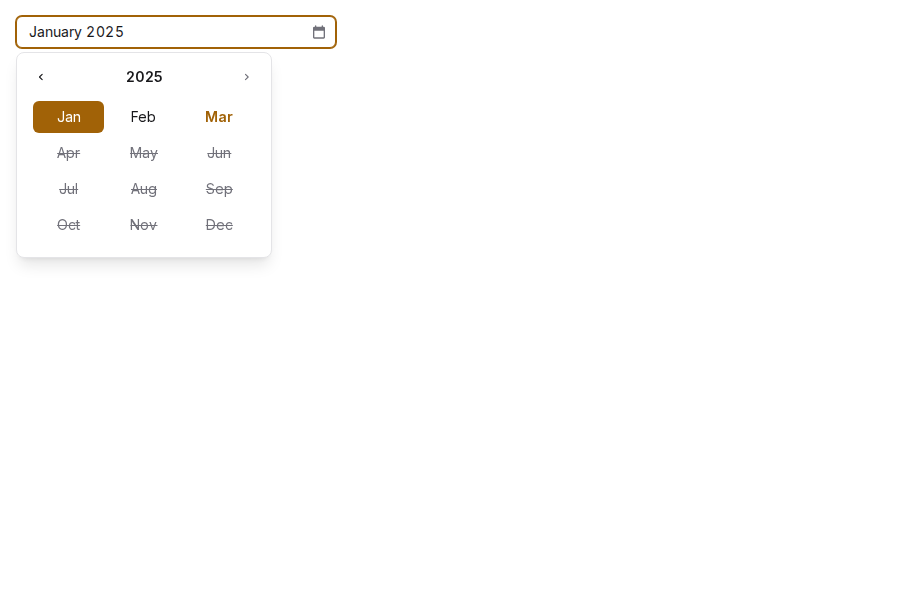 January 2025
‹ 2025 ›
Jan Feb Mar
Apr May Jun
Jul Aug Sep
Oct Nov Dec